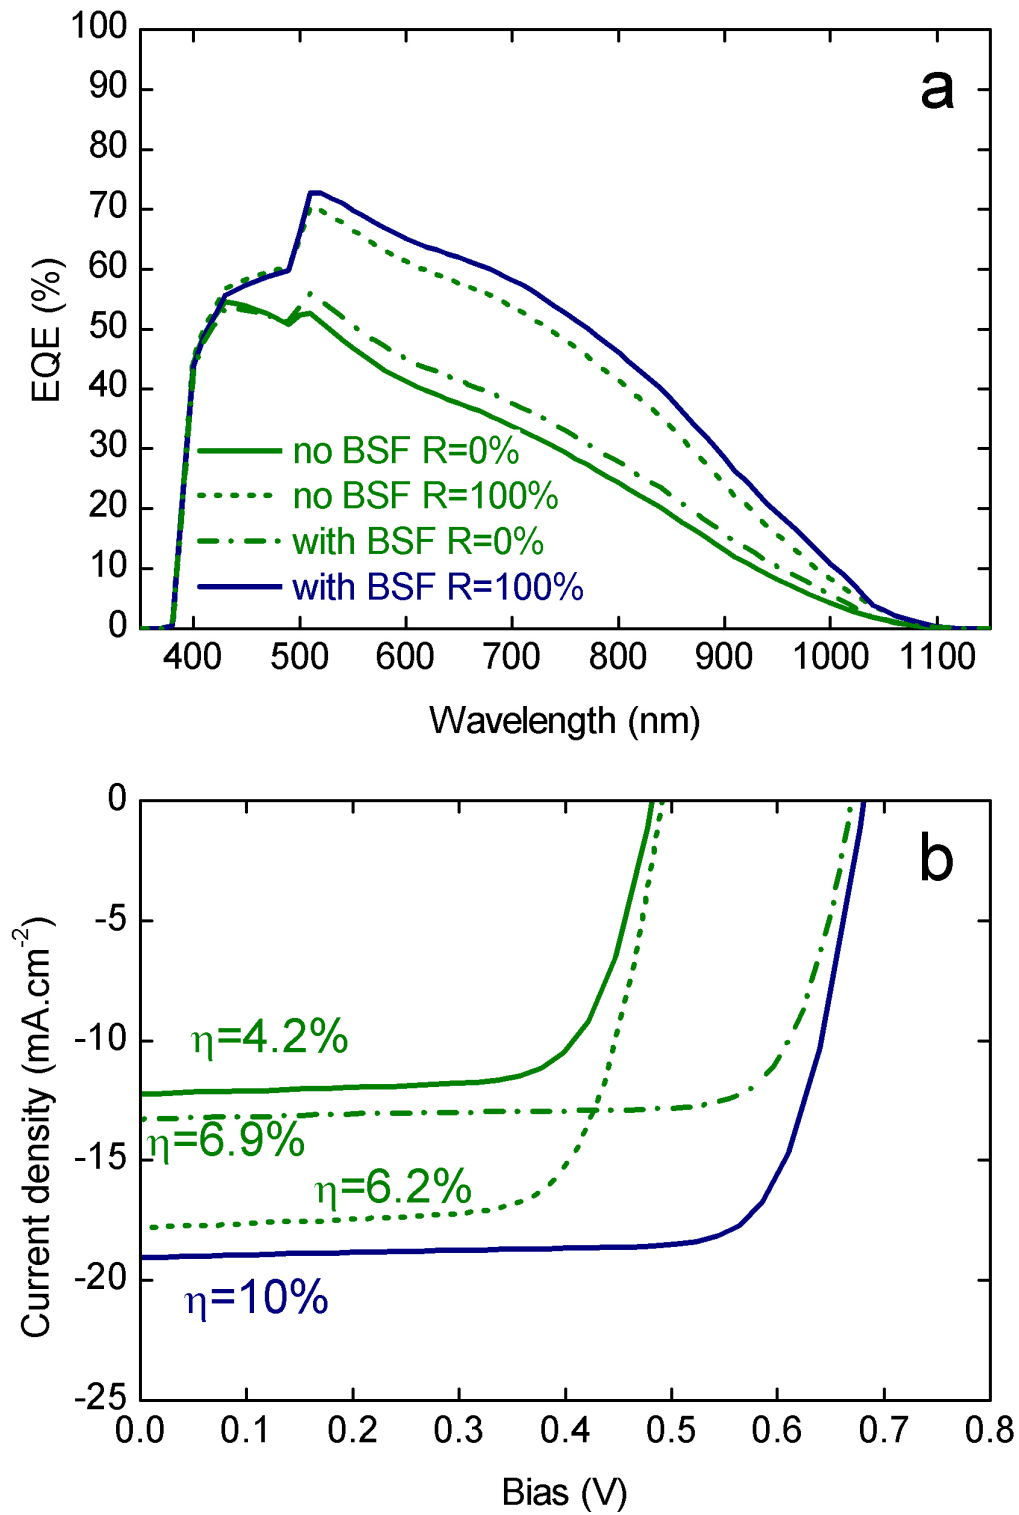 100
90
80
70
60
50
40
30
20
10
0
EQE (%)
a
no BSF R=0%
no BSF R=100%
with BSF R=0%
with BSF R=100%
400 500 600 700 800 900 1000 1100
Wavelength (nm)
0
-5
-10
-15
-20
-25
Current density (mA.cm-2)
b
η=4.2%
η=6.9%
η=6.2%
η=10%
0.0 0.1 0.2 0.3 0.4 0.5 0.6 0.7 0.8
Bias (V)